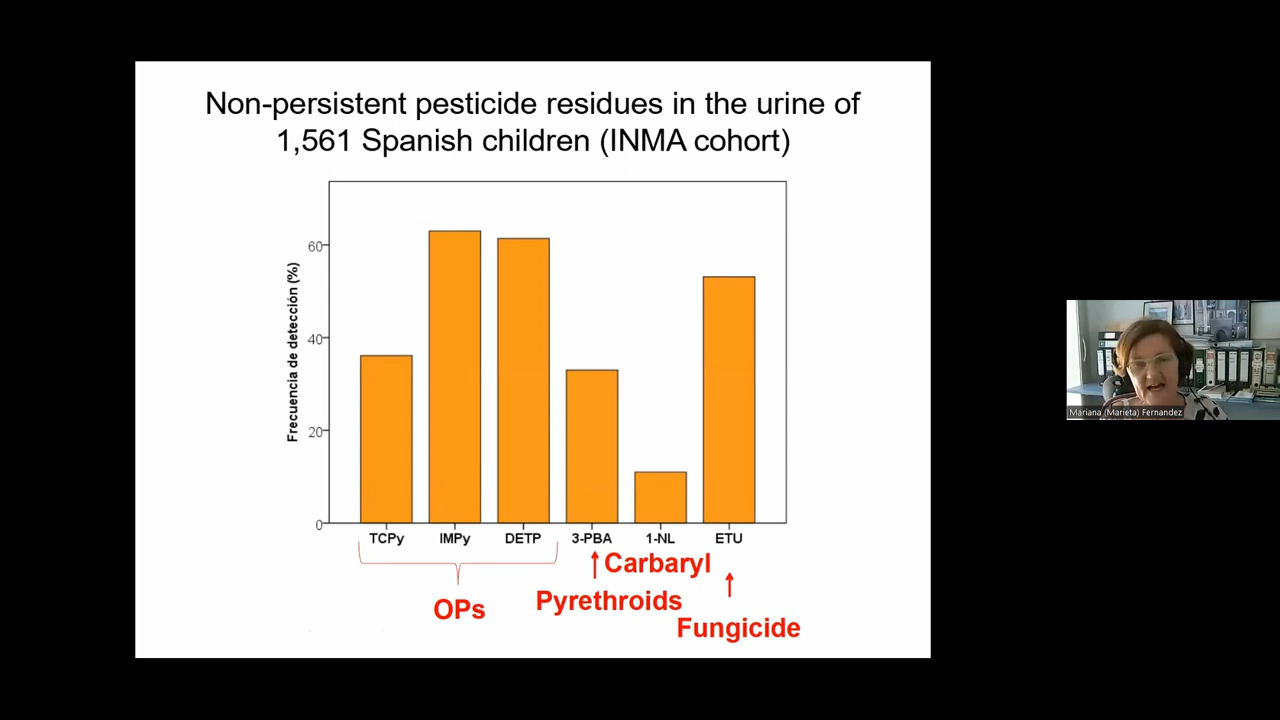 Non-persistent pesticide residues in the urine of
1,561 Spanish children (INMA cohort)
Frecuencia de detección (%)
60
40
20
0
TCPy IMPy DETP 3-PBA 1-NL ETU
Carbaryl
Pyrethroids
OPs
Fungicide
Mariana (Marieta) Fernandez